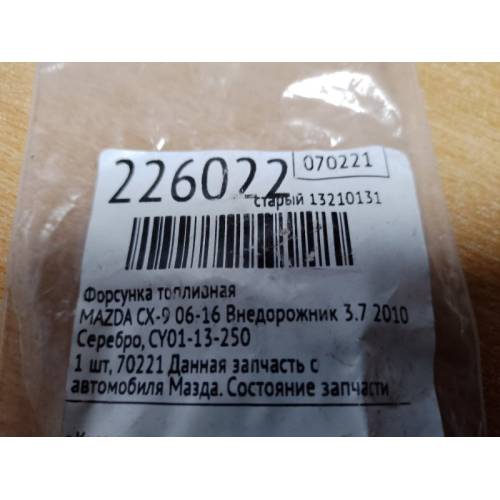 226022 070221
старый 13210131
Форсунка топливная
MAZDA CX-9 06-16 Внедорожник 3.7 2010
Серебро, CY01-13-250
1 шт, 70221 Данная запчасть с
автомобиля Мазда. Состояние запчасти